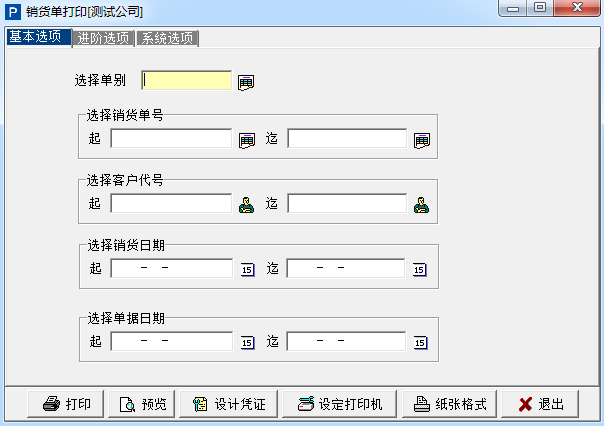 P 销货单打印[测试公司]
基本选项 进阶选项 系统选项
选择单别
选择销货单号
起 迄
选择客户代号
起 迄
选择销货日期
起 - - 15 迄 - - 15
选择单据日期
起 - - 15 迄 - - 15
打印 预览 设计凭证 设定打印机 纸张格式 退出